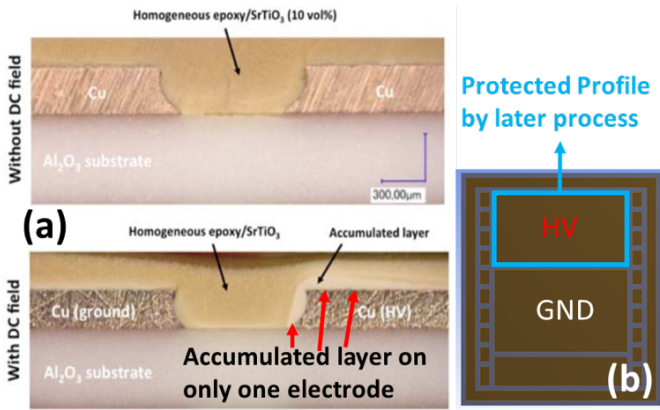 Homogeneous epoxy/SrTiO₃ (10 vol%)
Without DC field
Cu
Cu
Al₂O₃ substrate
300,00µm
(a)
Homogeneous epoxy/SrTiO₃
Accumulated layer
With DC field
Cu (ground)
Cu (HV)
Accumulated layer on
only one electrode
Al₂O₃ substrate
Protected Profile
by later process
HV
GND
(b)